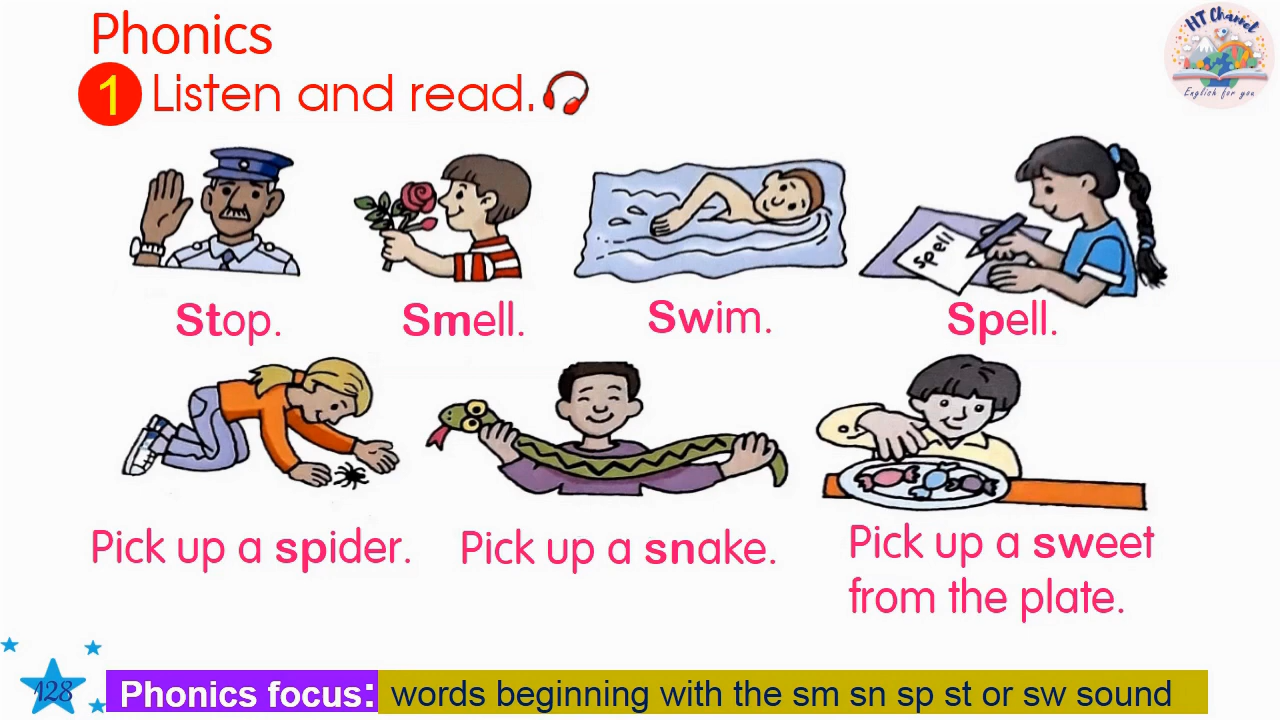 Phonics
HT Channel
1 Listen and read.
English for you
spell
Stop.
Smell.
Swim.
Spell.
Pick up a spider.
Pick up a snake.
Pick up a sweet
from the plate.
128
Phonics focus: words beginning with the sm sn sp st or sw sound